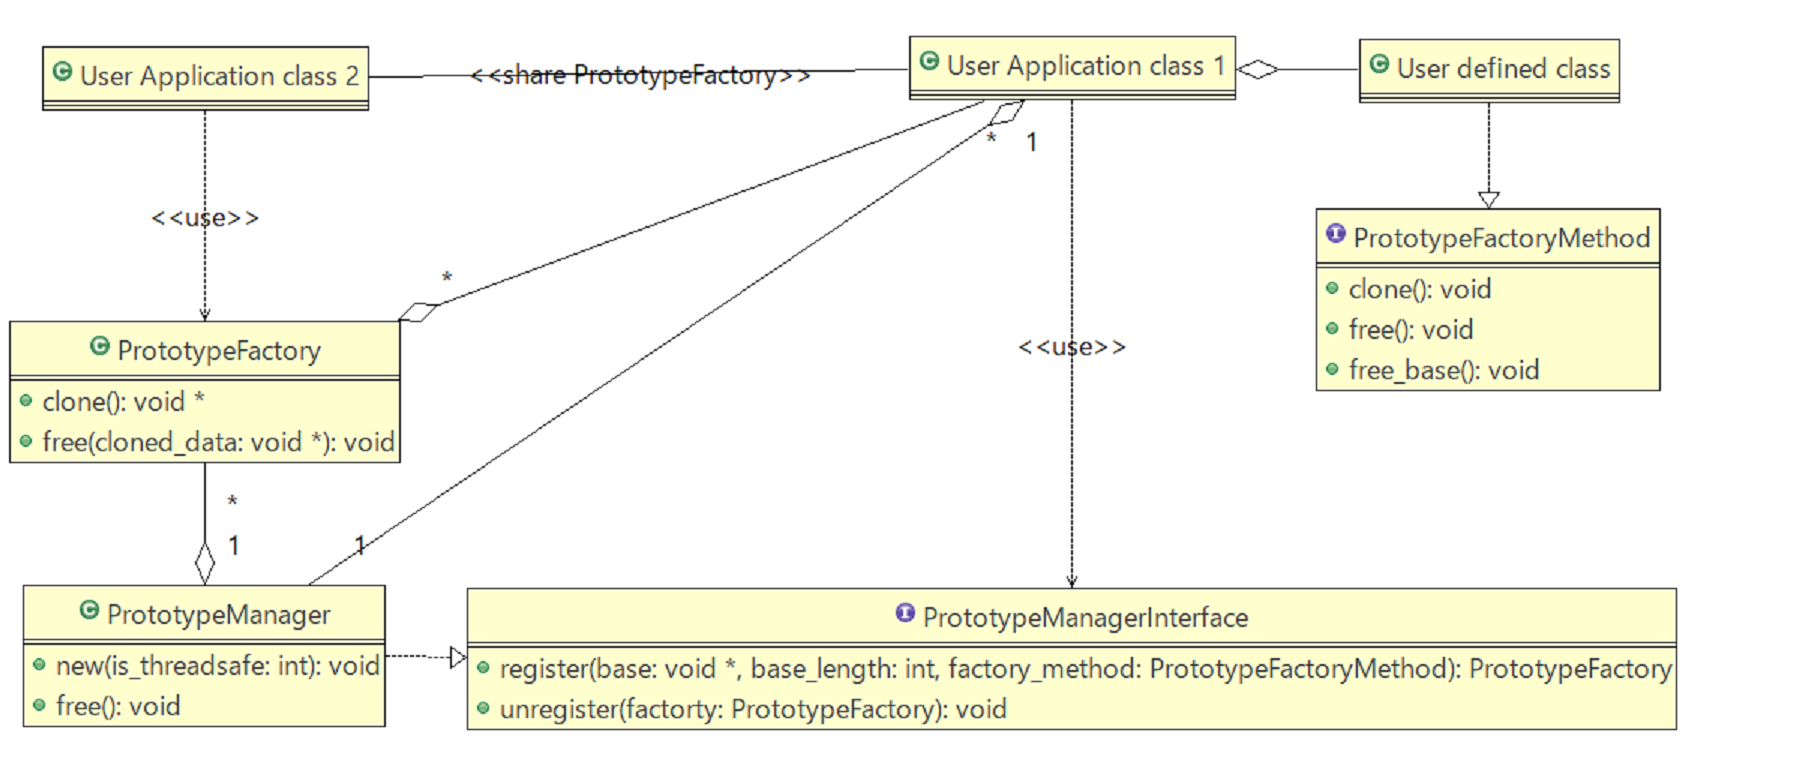 User Application class 2
<<share PrototypeFactory>>
User Application class 1
User defined class
* 1
<<use>>
*
PrototypeFactoryMethod
clone(): void
free(): void
free_base(): void
PrototypeFactory
clone(): void *
free(cloned_data: void *): void
<<use>>
*
1
1
PrototypeManager
new(is_threadsafe: int): void
free(): void
PrototypeManagerInterface
register(base: void *, base_length: int, factory_method: PrototypeFactoryMethod): PrototypeFactory
unregister(factorty: PrototypeFactory): void